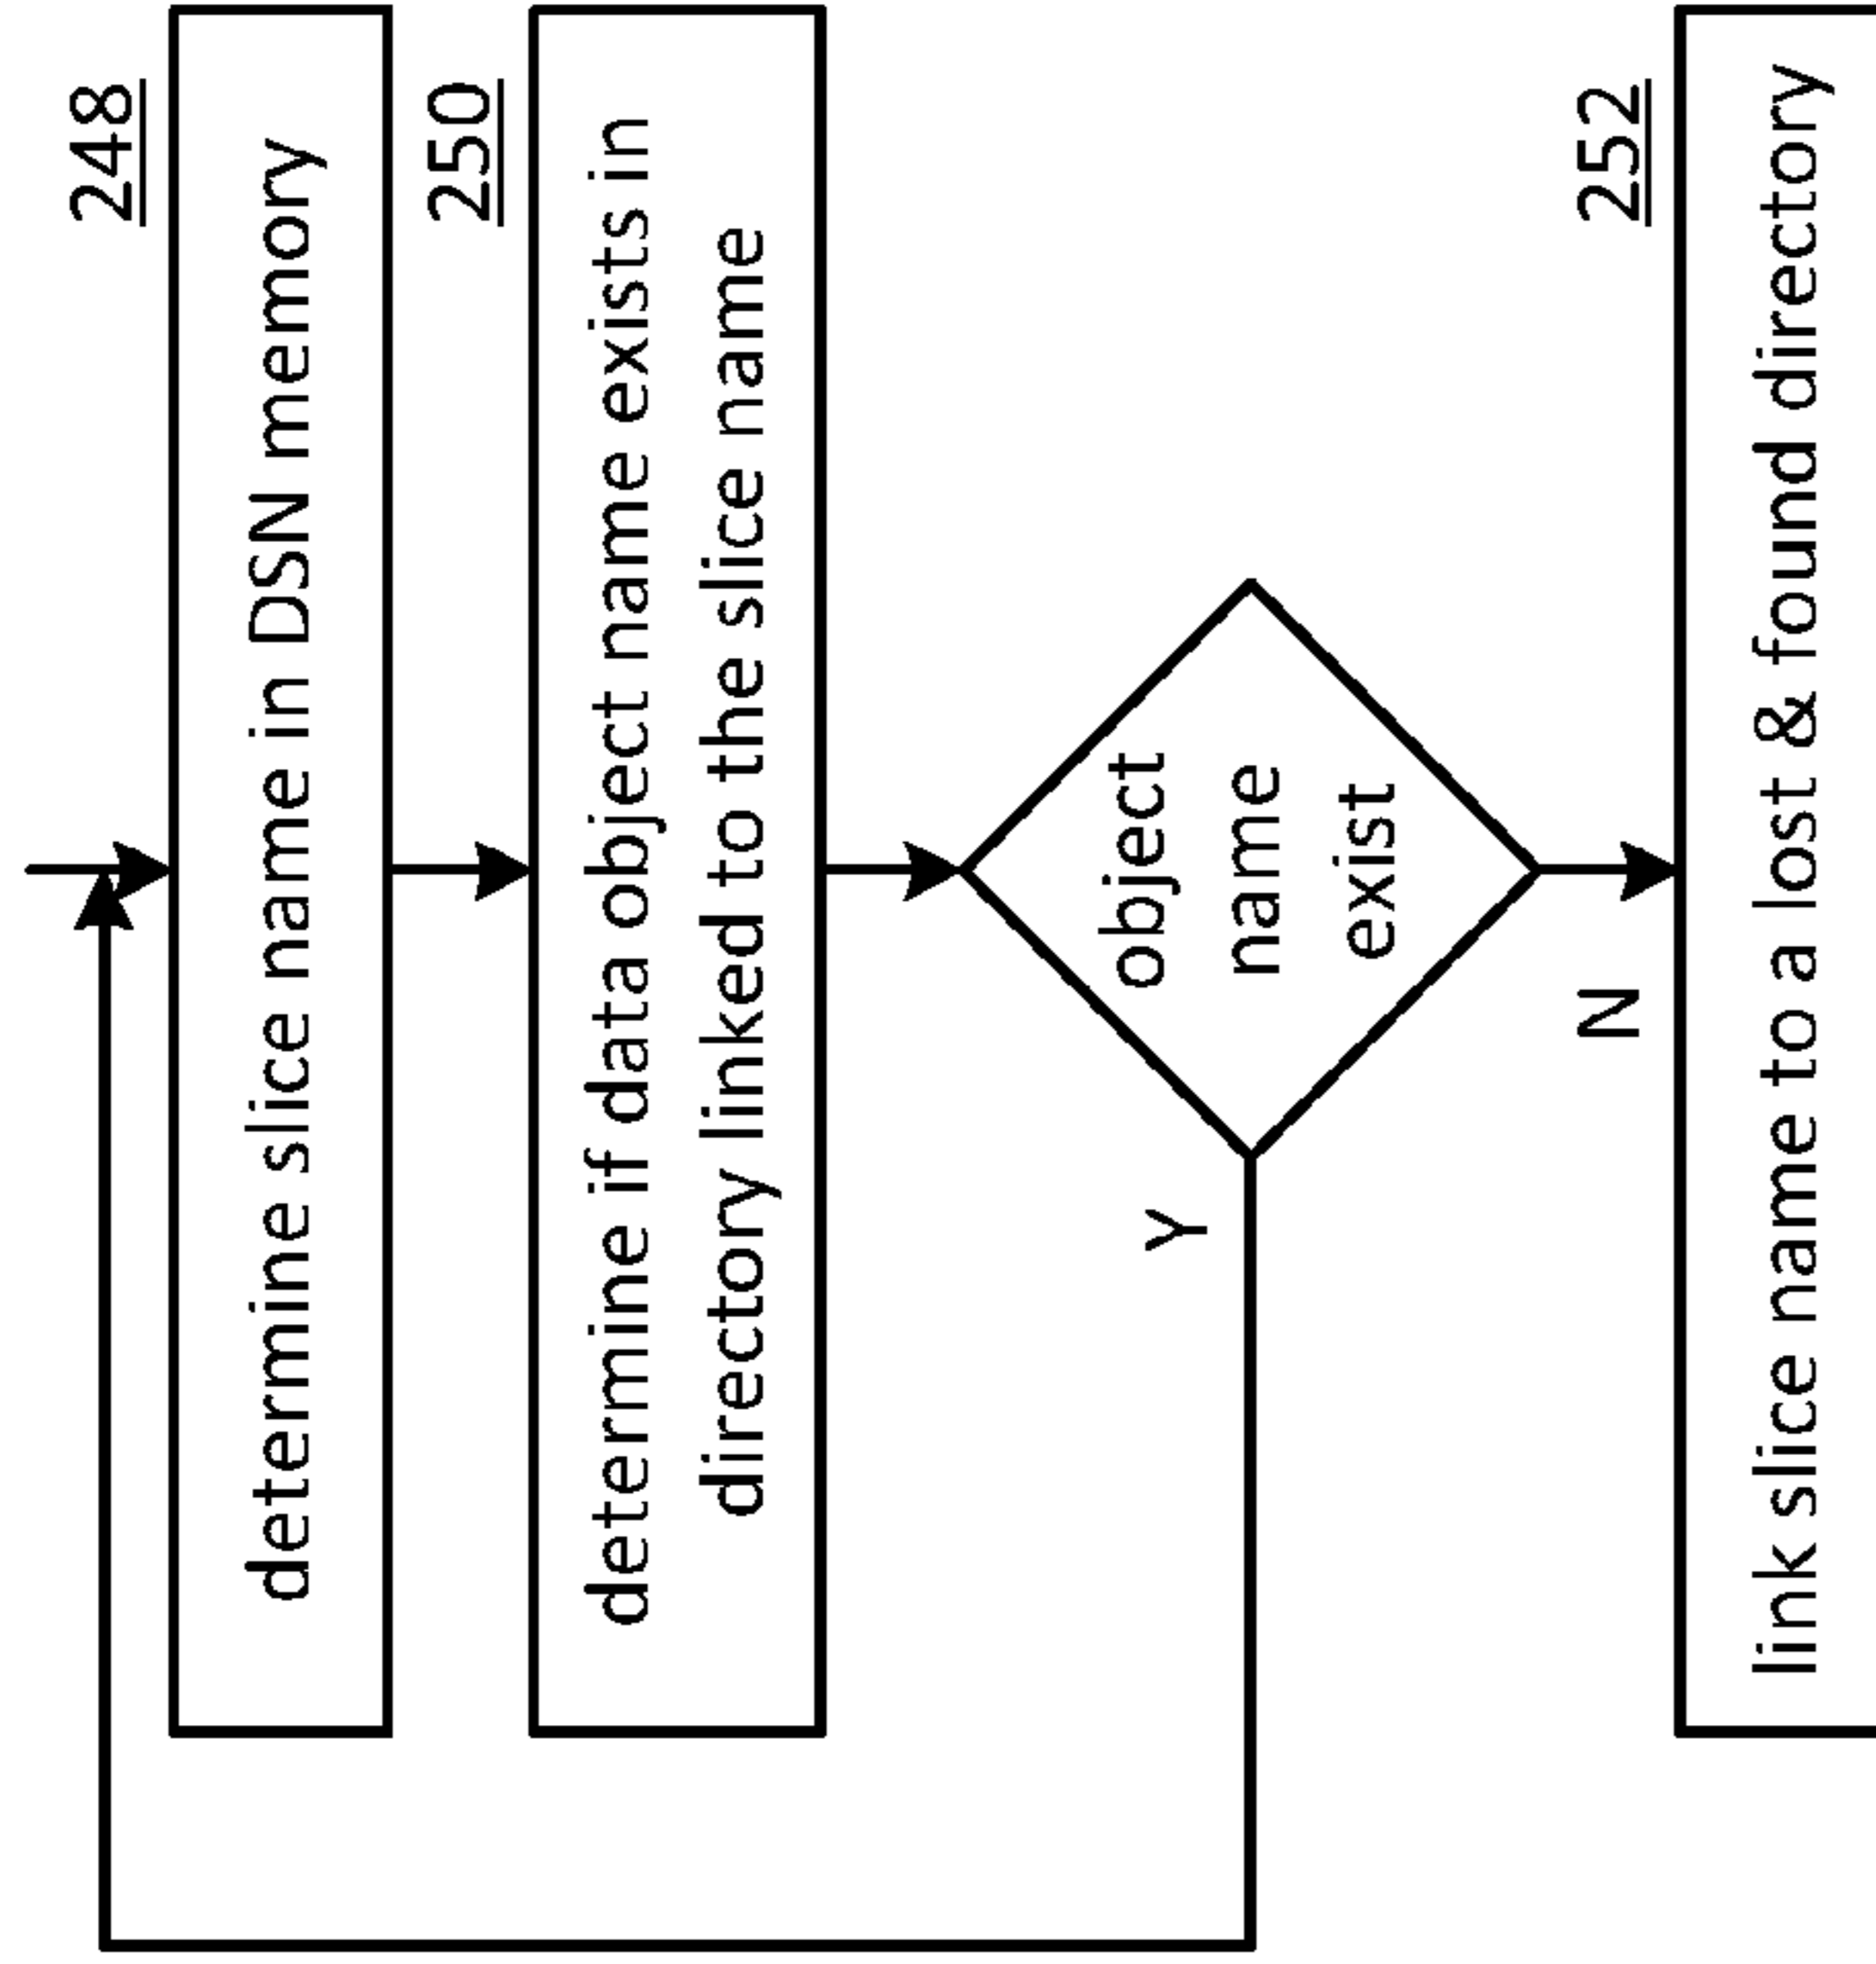 248
determine slice name in DSN memory
250
determine if data object name exists in
directory linked to the slice name
object
name
exist
Y
N
252
link slice name to a lost & found directory